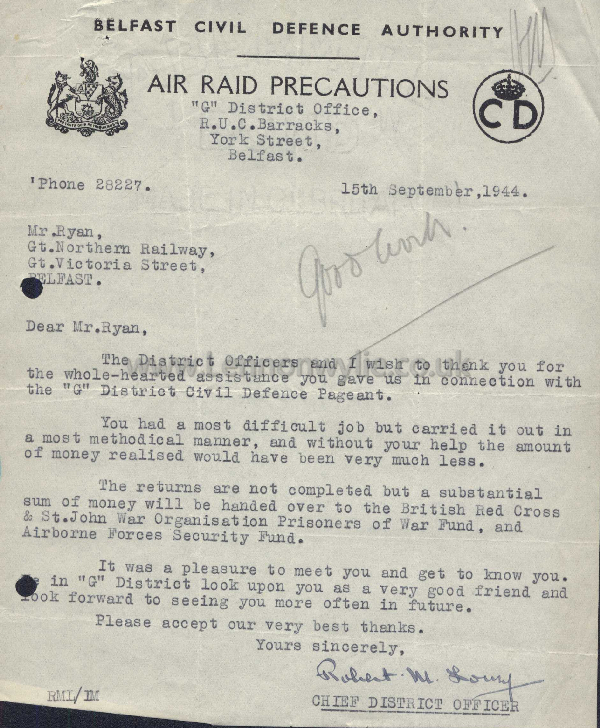 BELFAST CIVIL DEFENCE AUTHORITY
AIR RAID PRECAUTIONS
CD
"G" District Office,
R.U.C.Barracks,
York Street,
Belfast.
'Phone 28227.
15th September,1944.
Mr.Ryan,
Gt.Northern Railway,
Gt.Victoria Street,
BELFAST.
Good work.
Dear Mr.Ryan,
The District Officers and I wish to thank you for
the whole-hearted assistance you gave us in connection with
the "G" District Civil Defence Pageant.
You had a most difficult job but carried it out in
a most methodical manner, and without your help the amount
of money realised would have been very much less.
The returns are not completed but a substantial
sum of money will be handed over to the British Red Cross
& St.John War Organisation Prisoners of War Fund, and
Airborne Forces Security Fund.
It was a pleasure to meet you and get to know you.
in "G" District look upon you as a very good friend and
look forward to seeing you more often in future.
Please accept our very best thanks.
Yours sincerely,
Robert M.
RML/IM
CHIEF DISTRICT OFFICER